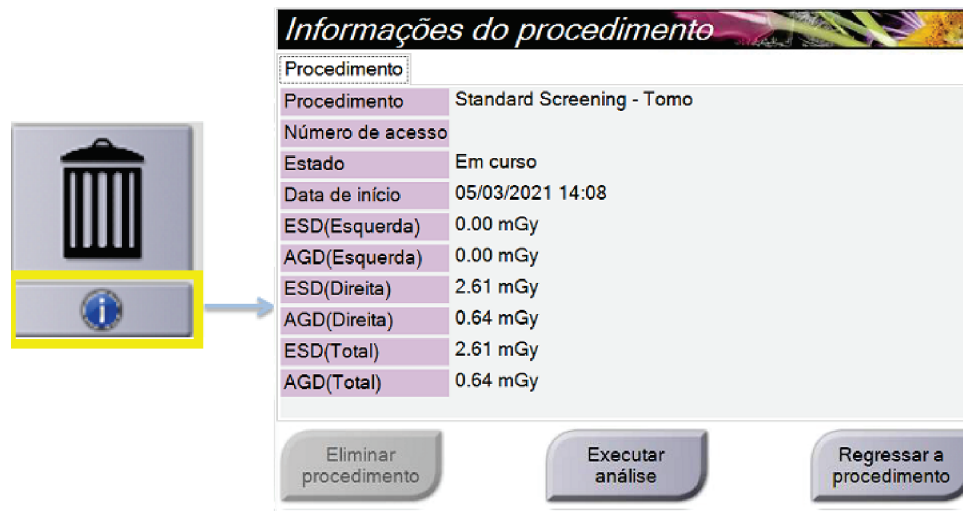 Informações do procedimento
Procedimento
Procedimento Standard Screening - Tomo
Número de acesso
Estado Em curso
Data de início 05/03/2021 14:08
ESD(Esquerda) 0.00 mGy
AGD(Esquerda) 0.00 mGy
ESD(Direita) 2.61 mGy
AGD(Direita) 0.64 mGy
ESD(Total) 2.61 mGy
AGD(Total) 0.64 mGy
Eliminar
procedimento
Executar
análise
Regressar a
procedimento